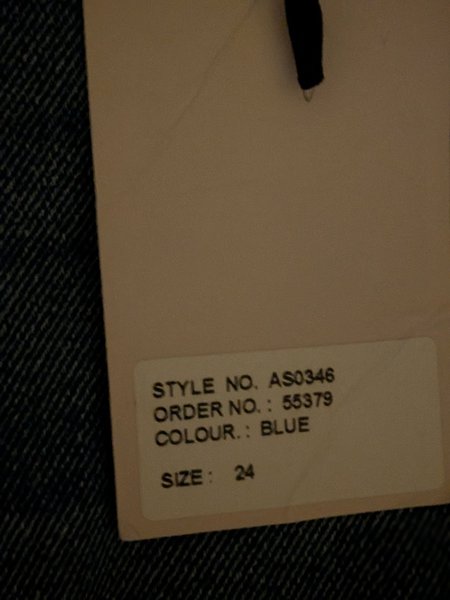 STYLE NO. AS0346
ORDER NO. : 55379
COLOUR. : BLUE
SIZE : 24